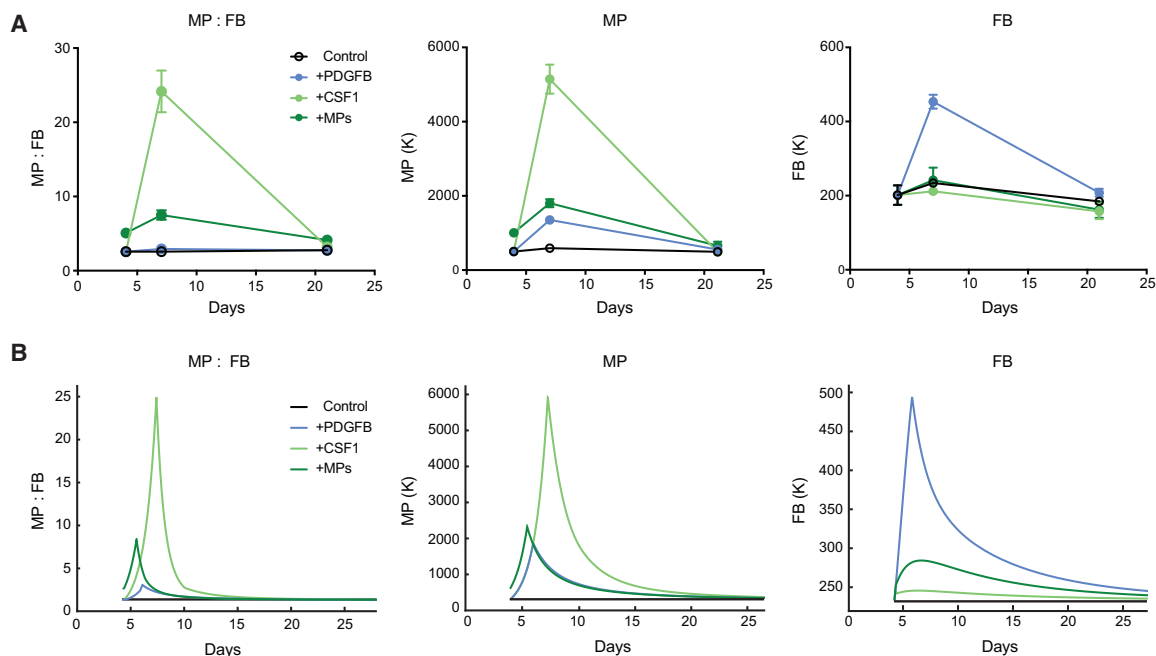 A
MP : FB
MP
FB
30
20
10
0
MP : FB
0
5
10
15
20
25
Days
Control
+PDGFB
+CSF1
+MPs
6000
4000
2000
0
MP (K)
0
5
10
15
20
25
Days
600
400
200
0
FB (K)
0
5
10
15
20
25
Days
B
MP : FB
MP
FB
25
20
15
10
5
0
MP : FB
0
5
10
15
20
25
Days
Control
+PDGFB
+CSF1
+MPs
6000
5000
4000
3000
2000
1000
0
MP (K)
0
5
10
15
20
25
Days
500
450
400
350
300
250
FB (K)
0
5
10
15
20
25
Days